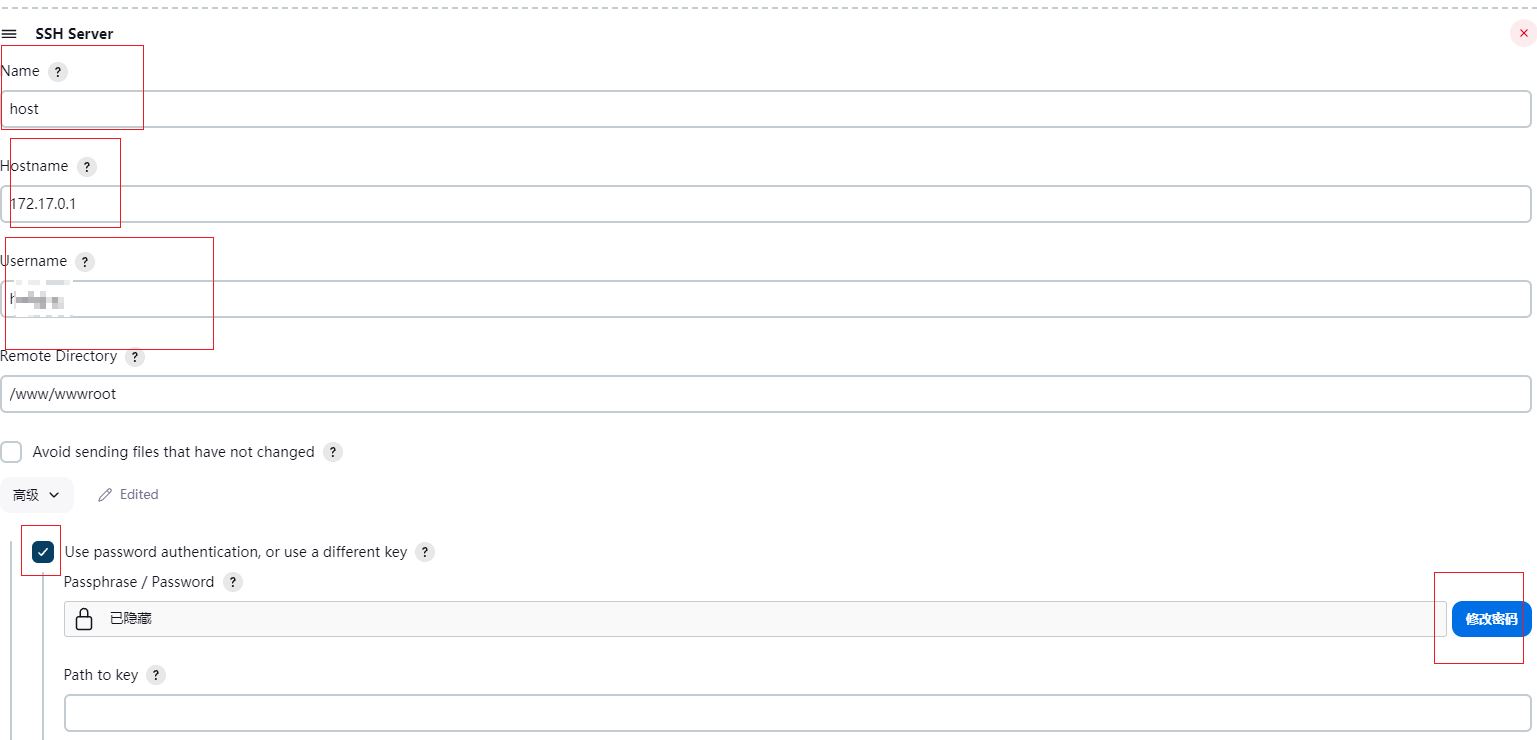 SSH Server
Name ?
host
Hostname ?
172.17.0.1
Username ?
Remote Directory ?
/www/wwwroot
Avoid sending files that have not changed ?
高级 Edited
Use password authentication, or use a different key ?
Passphrase / Password ?
已隐藏 修改密码
Path to key ?